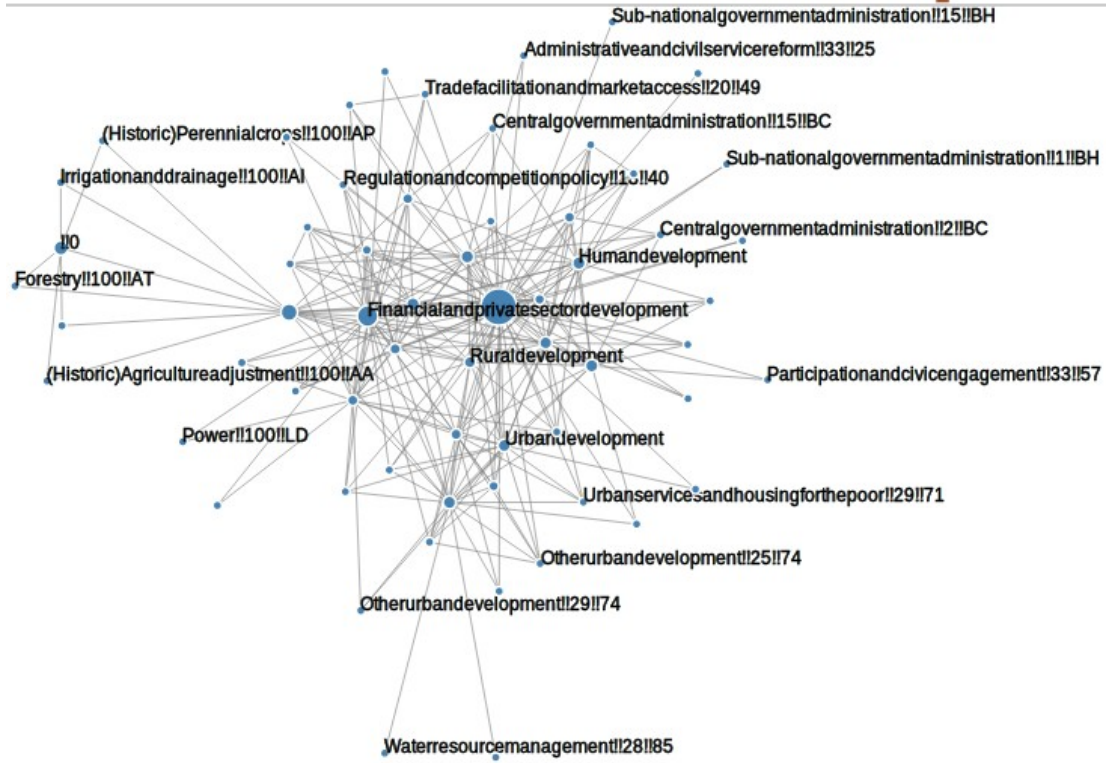 Sub-nationalgovernmentadministration!!15!!BH
Administrativeandcivilservicereform!!33!!25
Tradefacilitationandmarketaccess!!20!!49
Centralgovernmentadministration!!15!!BC
(Historic)Perennialcrops!!100!!AP
Sub-nationalgovernmentadministration!!1!!BH
Irrigationanddrainage!!100!!AI
Regulationandcompetitionpolicy!!13!!40
Centralgovernmentadministration!!2!!BC
!!0
Humandevelopment
Forestry!!100!!AT
Financialandprivatesectordevelopment
Ruraldevelopment
(Historic)Agricultureadjustment!!100!!AA
Participationandcivicengagement!!33!!57
Power!!100!!LD
Urbandevelopment
Urbanservicesandhousingforthepoor!!29!!71
Otherurbandevelopment!!25!!74
Otherurbandevelopment!!29!!74
Waterresourcemanagement!!28!!85